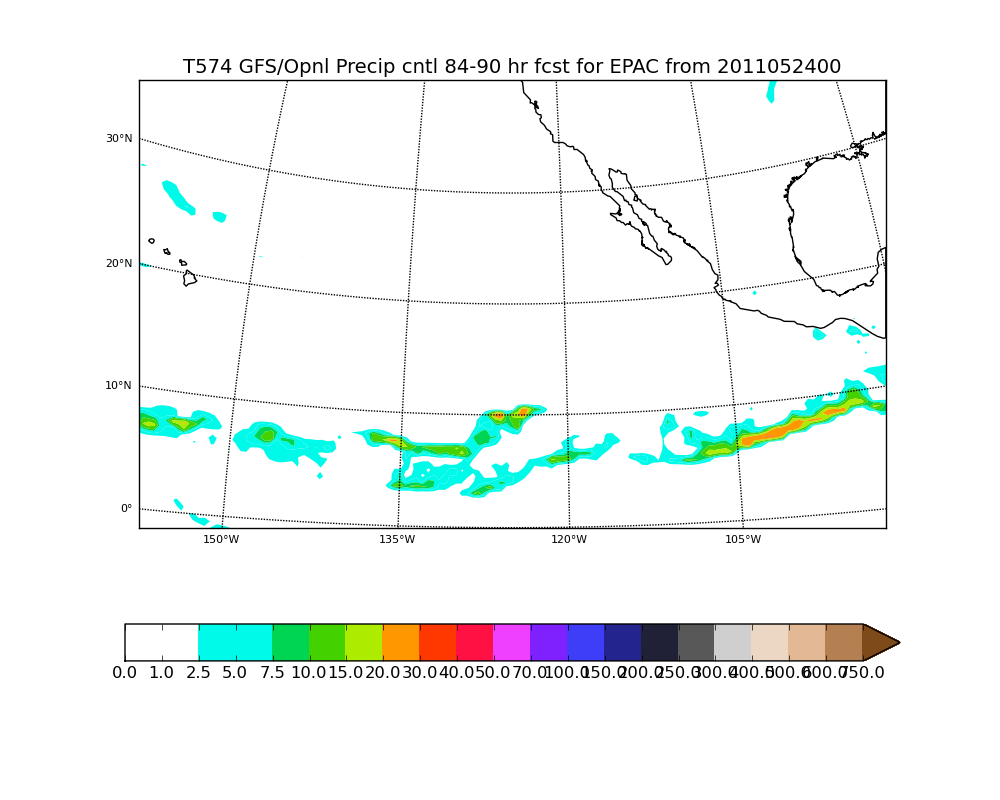 T574 GFS/Opnl Precip cntl 84-90 hr fcst for EPAC from 2011052400
30°N
20°N
10°N
0°
150°W 135°W 120°W 105°W
0.0 1.0 2.5 5.0 7.5 10.0 15.0 20.0 30.0 40.0 50.0 70.0 100.0 150.0 200.0 250.0 300.0 400.0 500.0 600.0 750.0